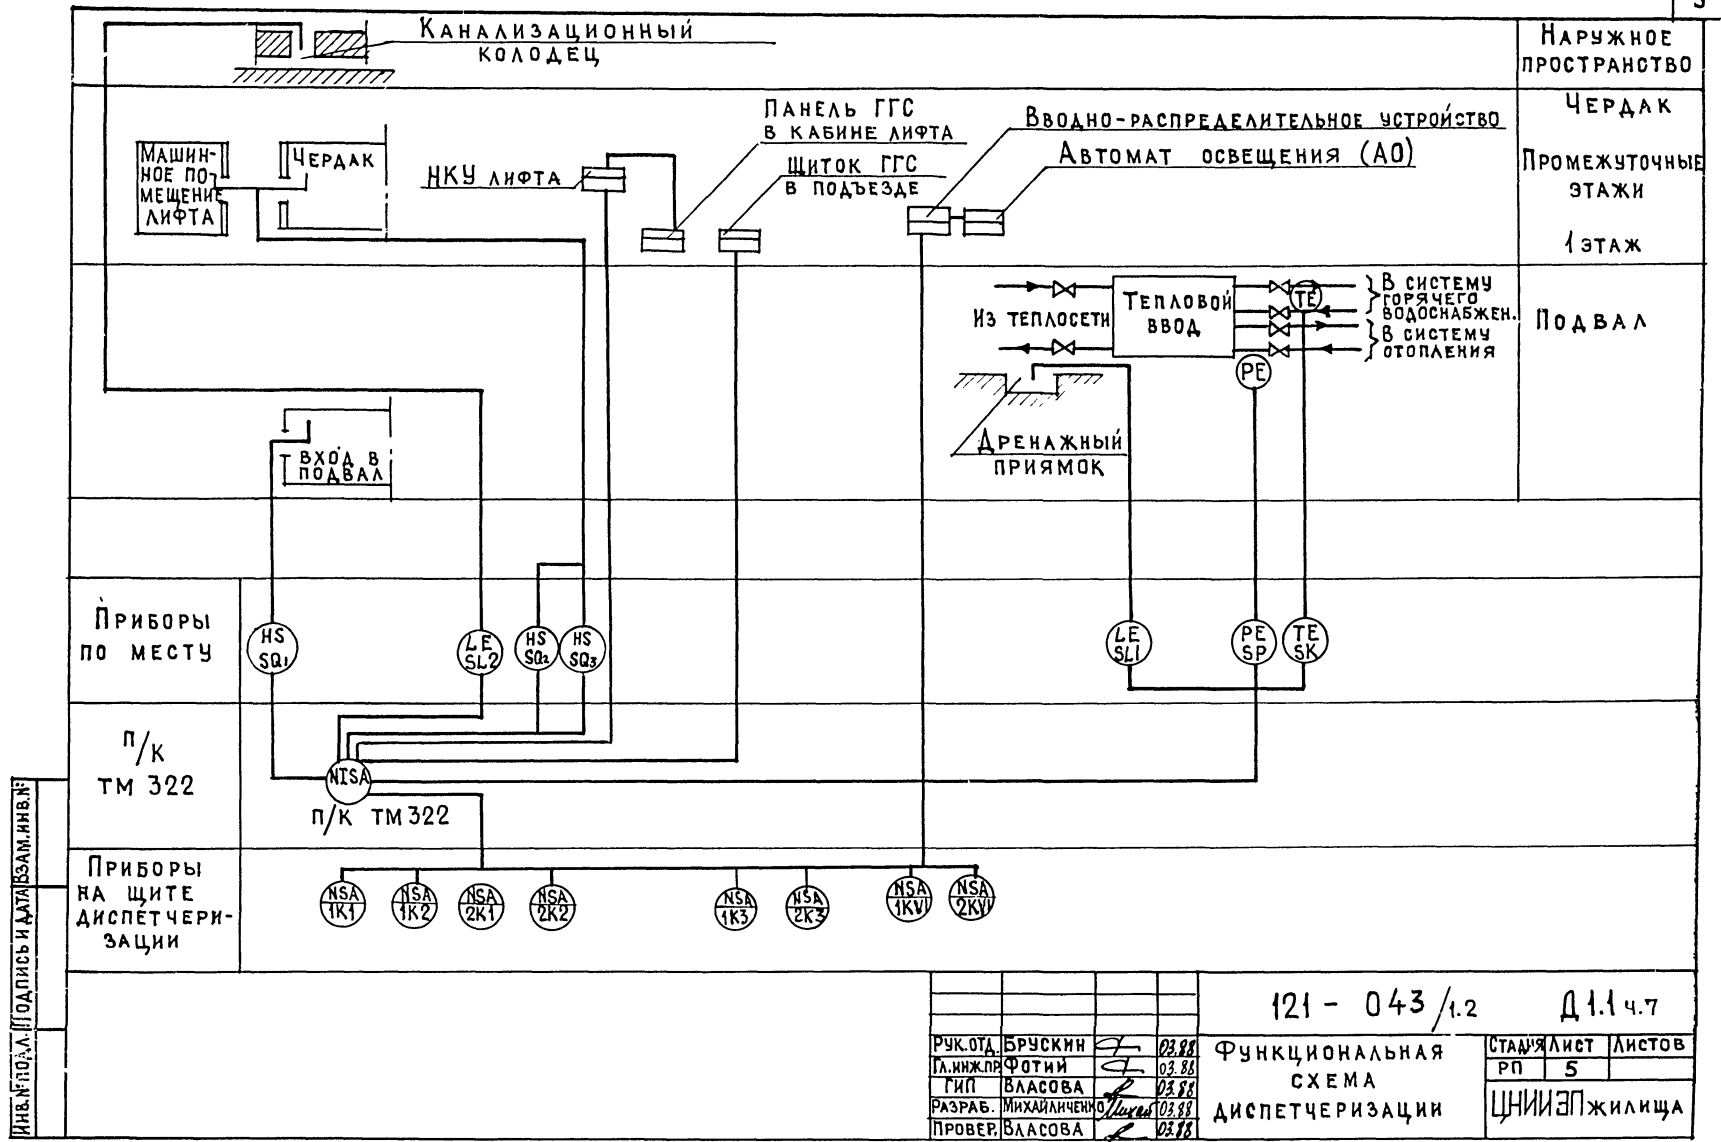 5
КАНАЛИЗАЦИОННЫЙ
КОЛОДЕЦ
НАРУЖНОЕ
ПРОСТРАНСТВО
ЧЕРДАК
ПРОМЕЖУТОЧНЫЕ
ЭТАЖИ
1 ЭТАЖ
ПАНЕЛЬ ГГС
В КАБИНЕ ЛИФТА
ЩИТОК ГГС
В ПОДЪЕЗДЕ
ВВОДНО-РАСПРЕДЕЛИТЕЛЬНОЕ УСТРОЙСТВО
АВТОМАТ ОСВЕЩЕНИЯ (АО)
МАШИН-
НОЕ ПО-
МЕЩЕНИЕ
ЛИФТА
ЧЕРДАК
НКУ ЛИФТА
ИЗ ТЕПЛОСЕТИ
ТЕПЛОВОЙ
ВВОД
TE
PE
В СИСТЕМУ
ГОРЯЧЕГО
ВОДОСНАБЖЕН.
В СИСТЕМУ
ОТОПЛЕНИЯ
ПОДВАЛ
ВХОД В
ПОДВАЛ
ДРЕНАЖНЫЙ
ПРИЯМОК
ПРИБОРЫ
ПО МЕСТУ
HS
SQ1
LE
SL2
HS
SQ2
HS
SQ3
LE
SL1
PE
SP
TE
SK
П/К
ТМ 322
NISA
П/К ТМ 322
ПРИБОРЫ
НА ЩИТЕ
ДИСПЕТЧЕРИ-
ЗАЦИИ
NSA
1K1
NSA
1K2
NSA
2K1
NSA
2K2
NSA
1K3
NSA
2K3
NSA
1KVI
NSA
2KVI
ИНВ.№ ПОДЛ. ПОДПИСЬ И ДАТА ВЗАМ.ИНВ.№
121 - 043/1.2 Д1.1 ч.7
РУК.ОТД. БРУСКИН 03.88
ГЛ.ИНЖ.ПР. ФОТИЙ 03.88
ГИП ВЛАСОВА 03.88
РАЗРАБ. МИХАЙЛИЧЕНКО 03.88
ПРОВЕР. ВЛАСОВА 03.88
ФУНКЦИОНАЛЬНАЯ
СХЕМА
ДИСПЕТЧЕРИЗАЦИИ
СТАДИЯ ЛИСТ ЛИСТОВ
РП 5
ЦНИИЭП ЖИЛИЩА